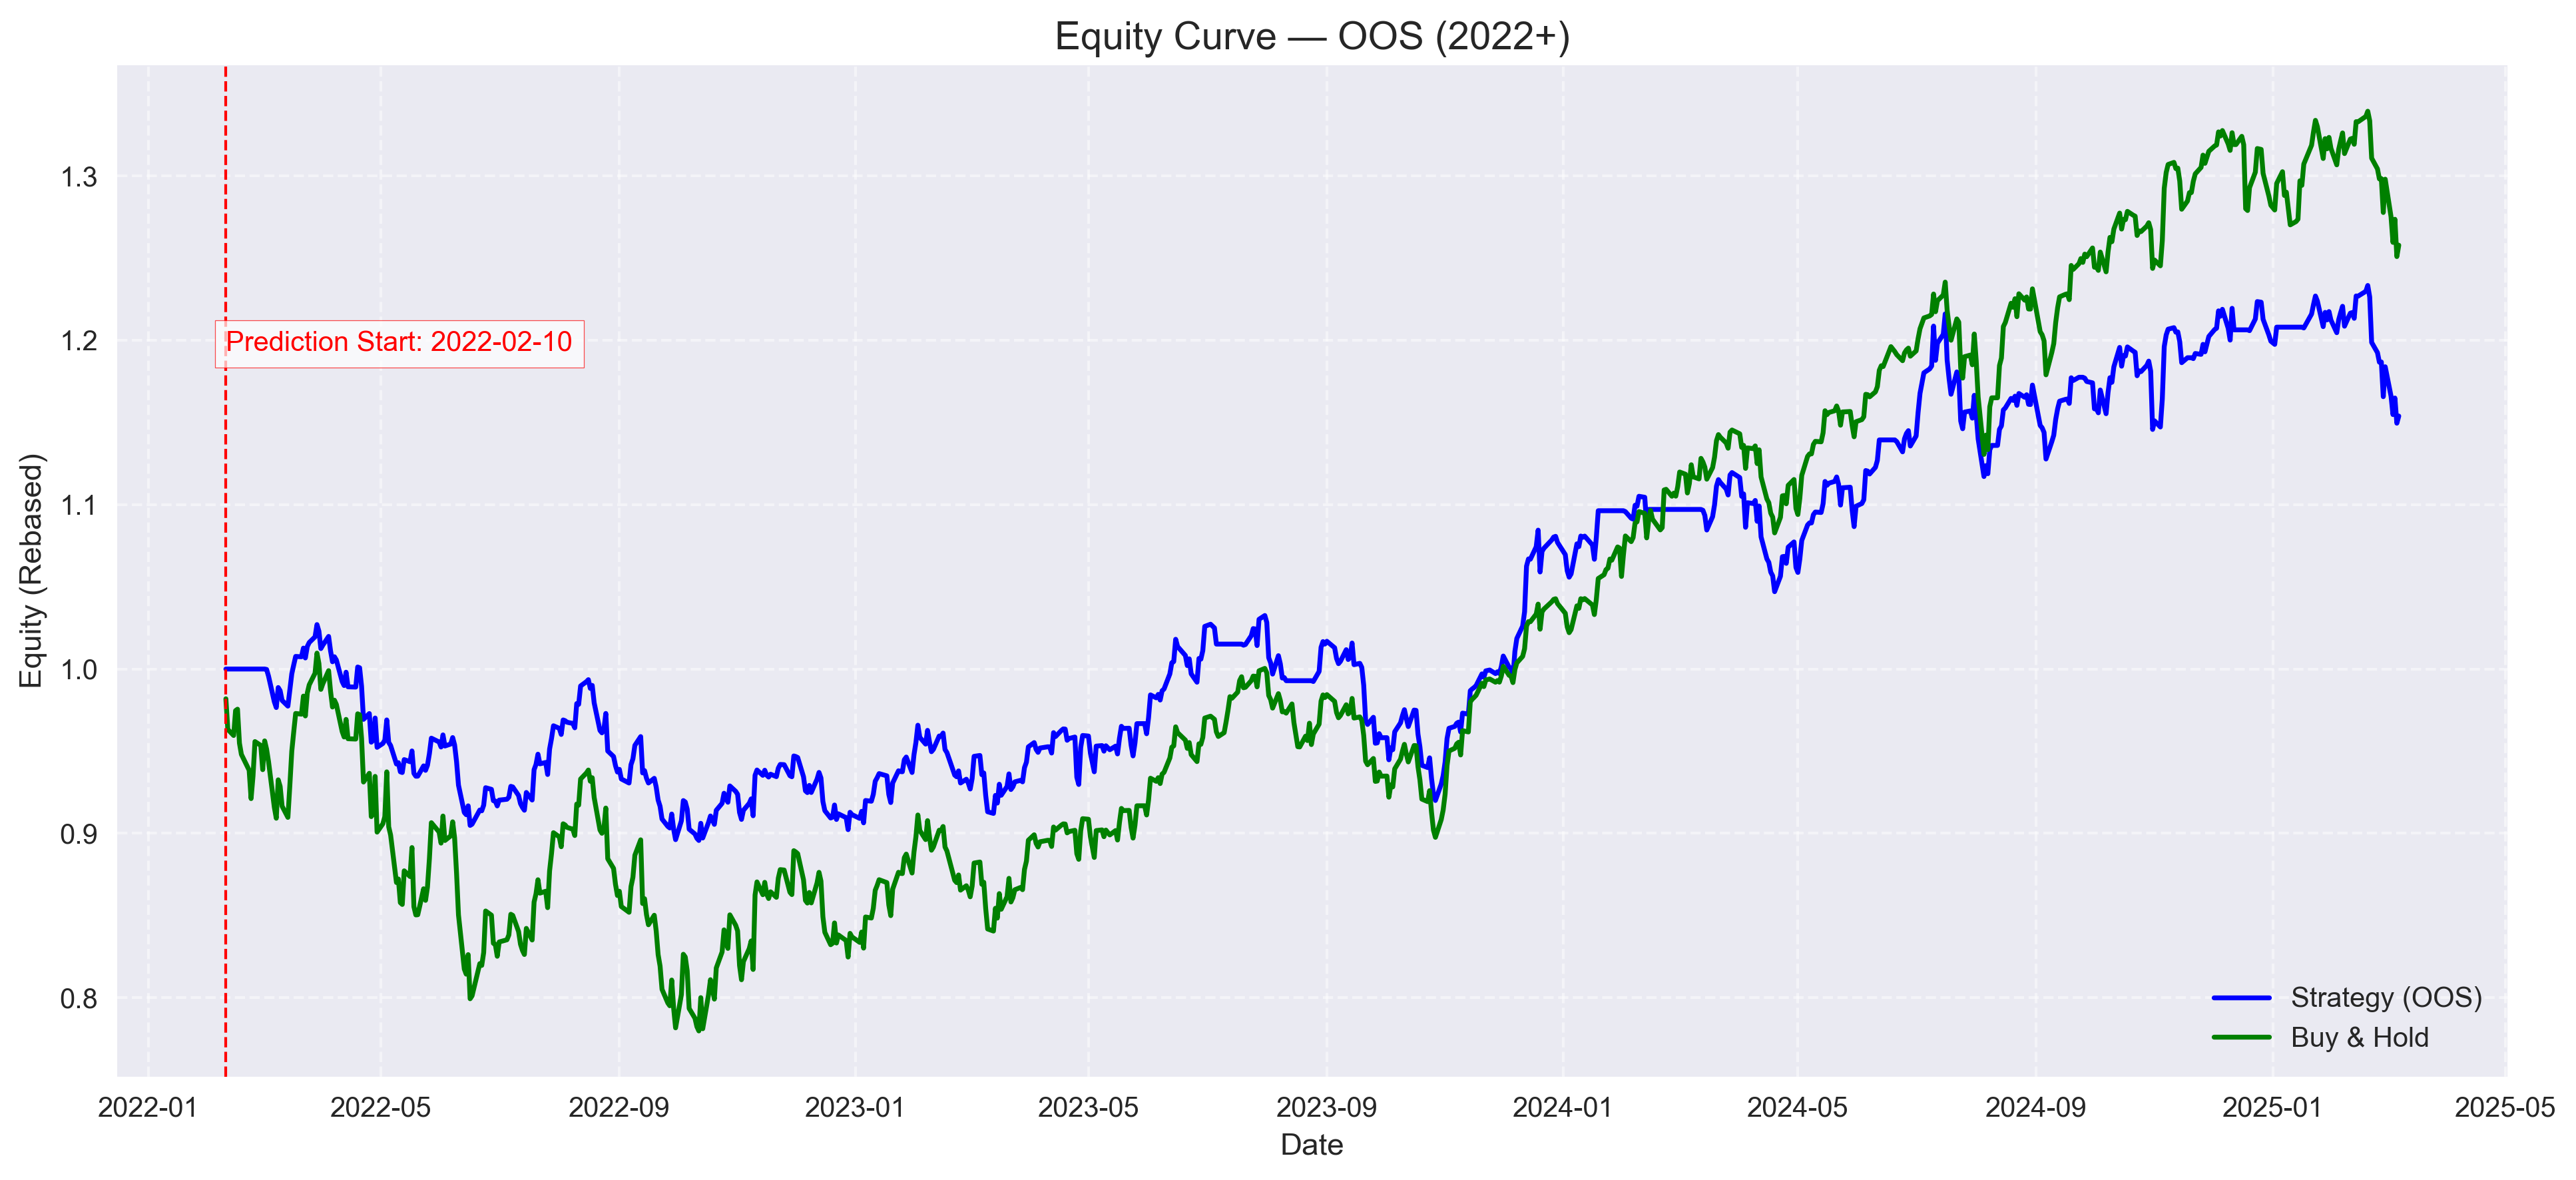 Equity Curve — OOS (2022+)
Equity (Rebased)
1.3
1.2
1.1
1.0
0.9
0.8
Prediction Start: 2022-02-10
Strategy (OOS)
Buy & Hold
2022-01 2022-05 2022-09 2023-01 2023-05 2023-09 2024-01 2024-05 2024-09 2025-01 2025-05
Date